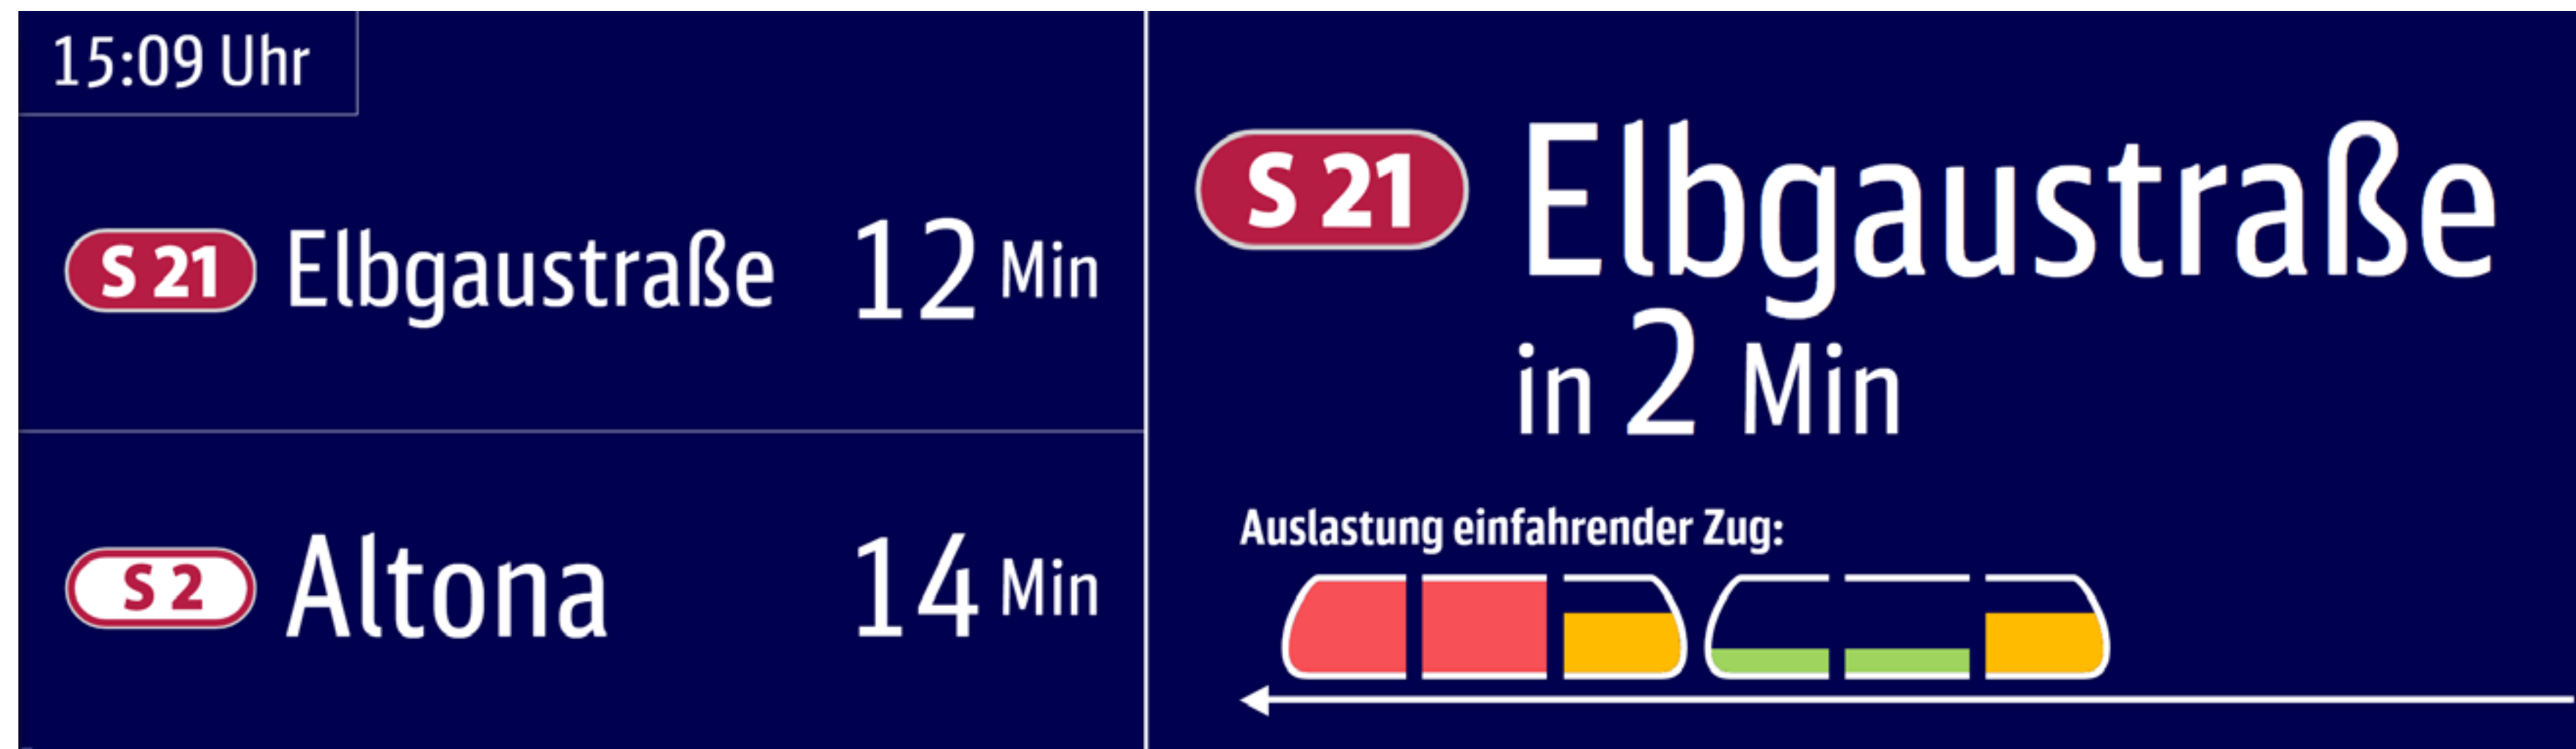 15:09 Uhr
S 21 Elbgaustraße 12 Min
S 2 Altona 14 Min
S 21 Elbgaustraße
in 2 Min
Auslastung einfahrender Zug: